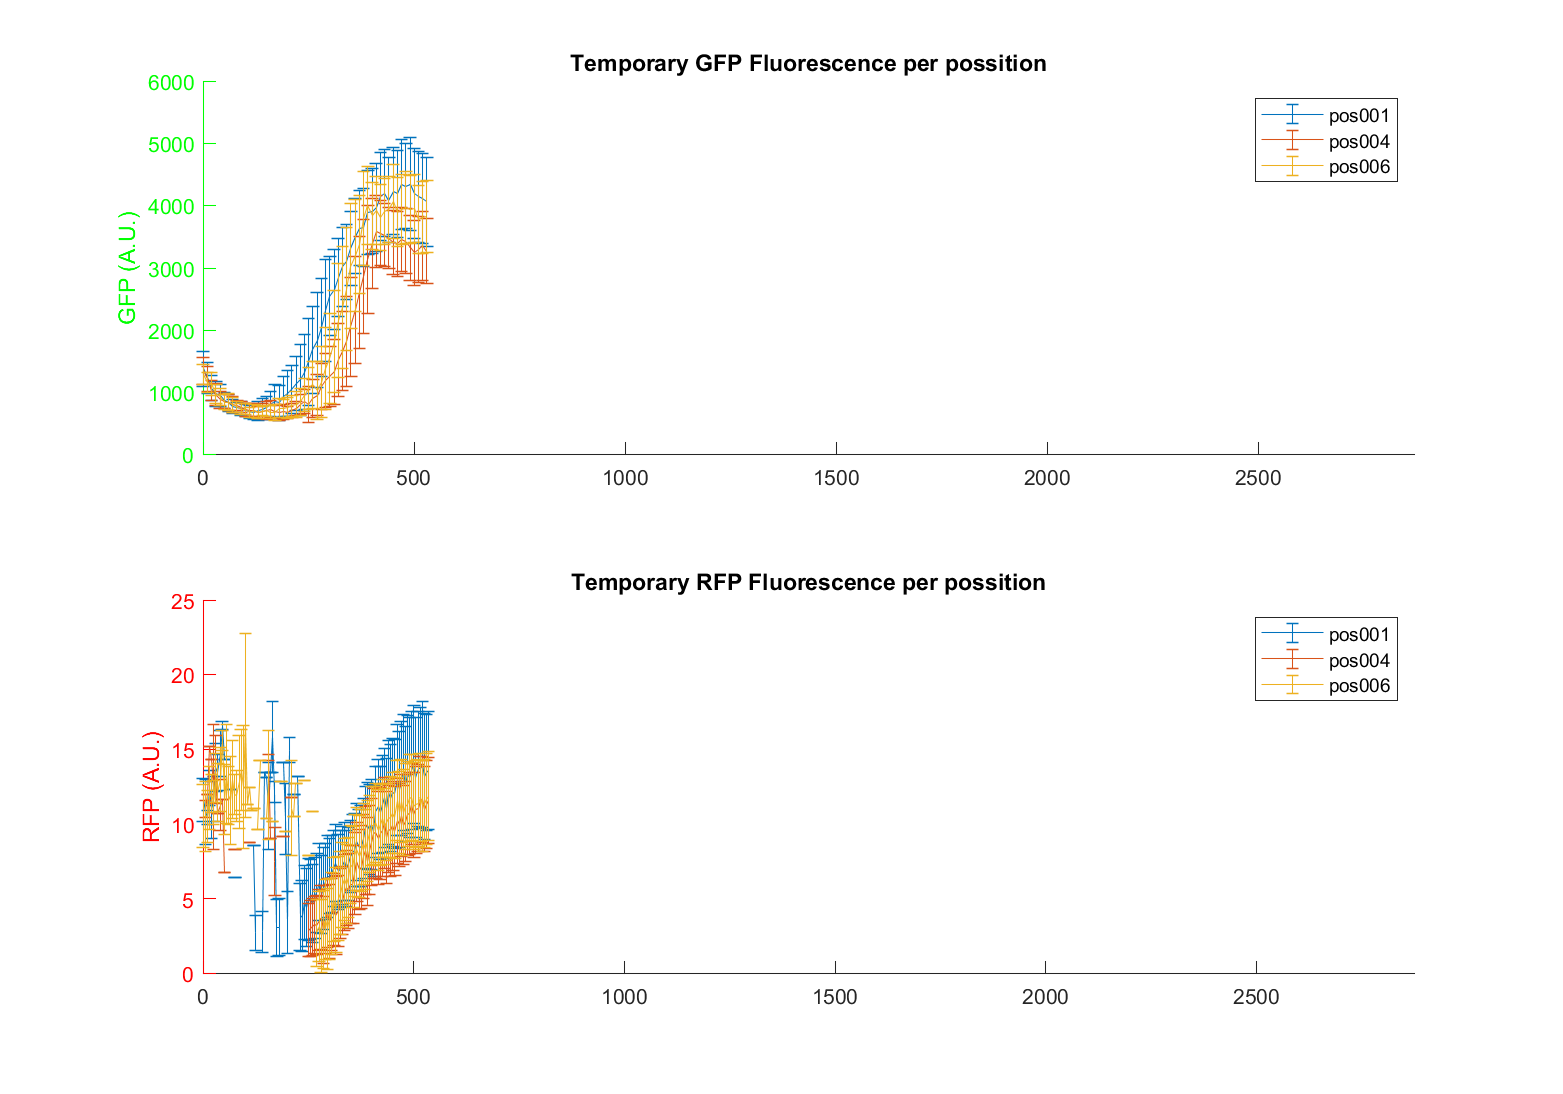 Temporary GFP Fluorescence per possition
6000
5000
4000
3000
2000
1000
0
GFP (A.U.)
0 500 1000 1500 2000 2500
pos001
pos004
pos006
Temporary RFP Fluorescence per possition
25
20
15
10
5
0
RFP (A.U.)
0 500 1000 1500 2000 2500
pos001
pos004
pos006